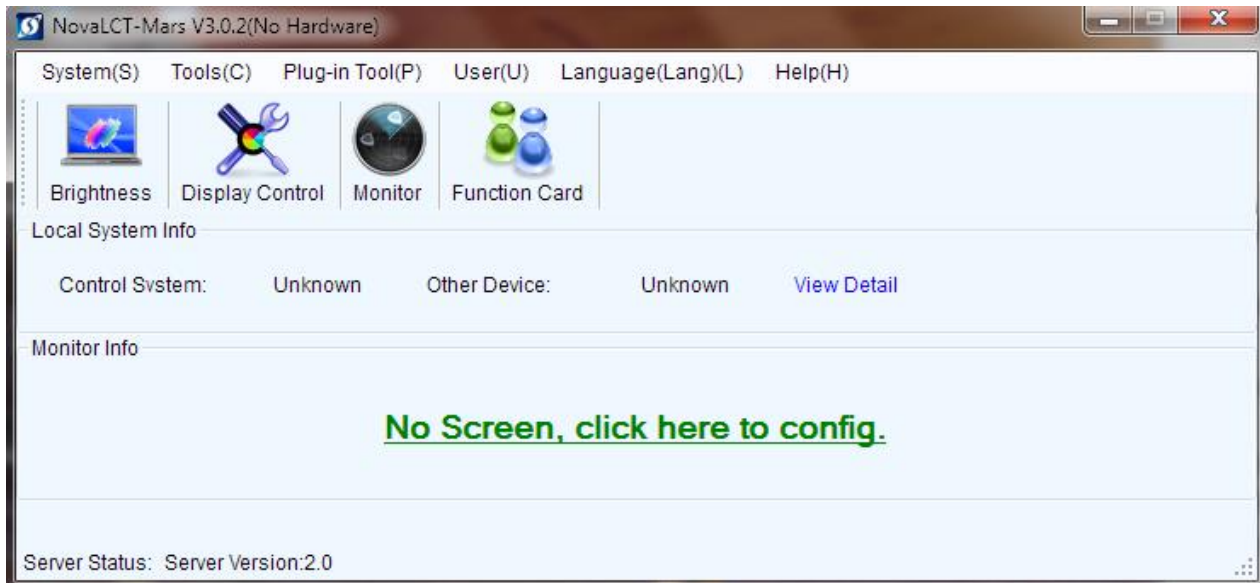 NovaLCT-Mars V3.0.2(No Hardware)
System(S) Tools(C) Plug-in Tool(P) User(U) Language(Lang)(L) Help(H)
Brightness Display Control Monitor Function Card
Local System Info
Control System: Unknown Other Device: Unknown View Detail
Monitor Info
No Screen, click here to config.
Server Status: Server Version:2.0